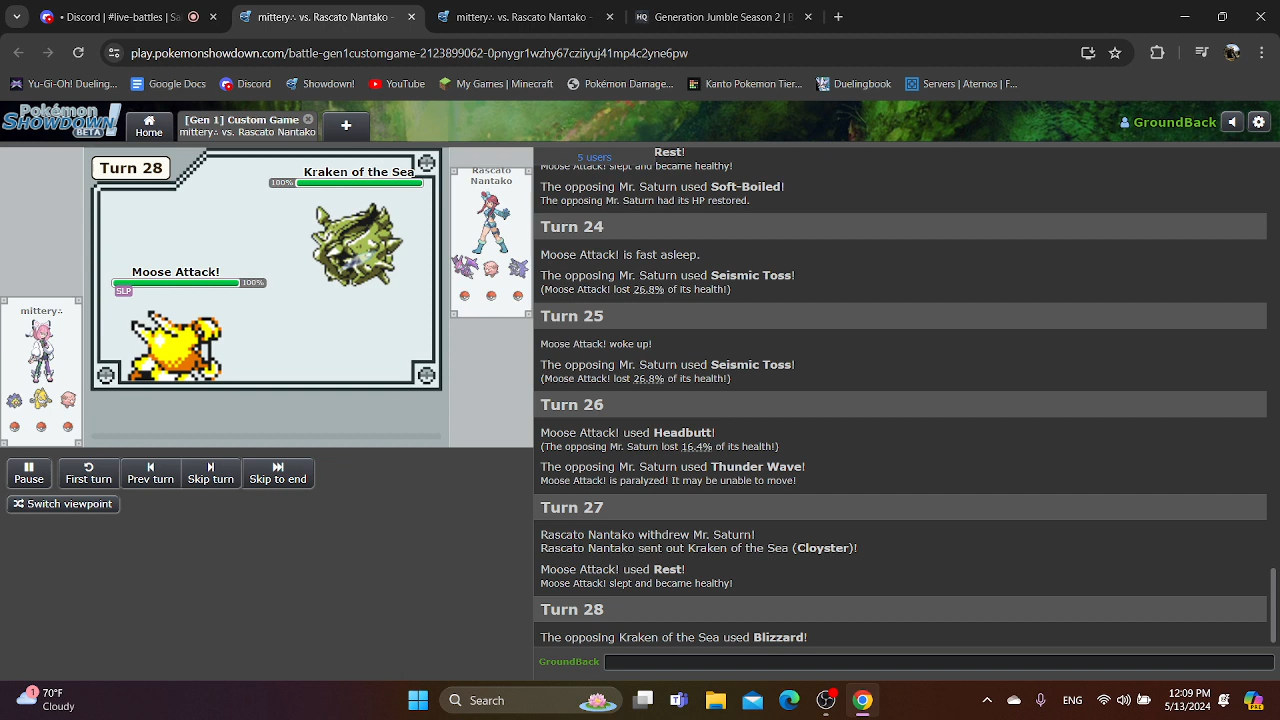 Discord | #live-battles | Sa
mittery∴ vs. Rascato Nantako -
mittery∴ vs. Rascato Nantako -
HQ Generation Jumble Season 2 | B
play.pokemonshowdown.com/battle-gen1customgame-2123899062-0pnygr1wzhy67cziiyuj41mp4c2yne6pw
Yu-Gi-Oh! Dueling...
Google Docs
Discord
Showdown!
YouTube
My Games | Minecraft
Pokémon Damage...
Kanto Pokemon Tier...
Duelingbook
Servers | Aternos | F...
Pokémon
Showdown!
BETA
Home
[Gen 1] Custom Game
mittery∴ vs. Rascato Nantako
GroundBack
Turn 28
Kraken of the Sea
100%
Moose Attack!
100%
SLP
mittery∴
Rascato
Nantako
Pause
First turn
Prev turn
Skip turn
Skip to end
Switch viewpoint
5 users
Rest!
Moose Attack! slept and became healthy!
The opposing Mr. Saturn used Soft-Boiled!
The opposing Mr. Saturn had its HP restored.
Turn 24
Moose Attack! is fast asleep.
The opposing Mr. Saturn used Seismic Toss!
(Moose Attack! lost 26.8% of its health!)
Turn 25
Moose Attack! woke up!
The opposing Mr. Saturn used Seismic Toss!
(Moose Attack! lost 26.8% of its health!)
Turn 26
Moose Attack! used Headbutt!
(The opposing Mr. Saturn lost 16.4% of its health!)
The opposing Mr. Saturn used Thunder Wave!
Moose Attack! is paralyzed! It may be unable to move!
Turn 27
Rascato Nantako withdrew Mr. Saturn!
Rascato Nantako sent out Kraken of the Sea (Cloyster)!
Moose Attack! used Rest!
Moose Attack! slept and became healthy!
Turn 28
The opposing Kraken of the Sea used Blizzard!
GroundBack
1
70°F
Cloudy
Search
ENG
12:09 PM
5/13/2024
PRE